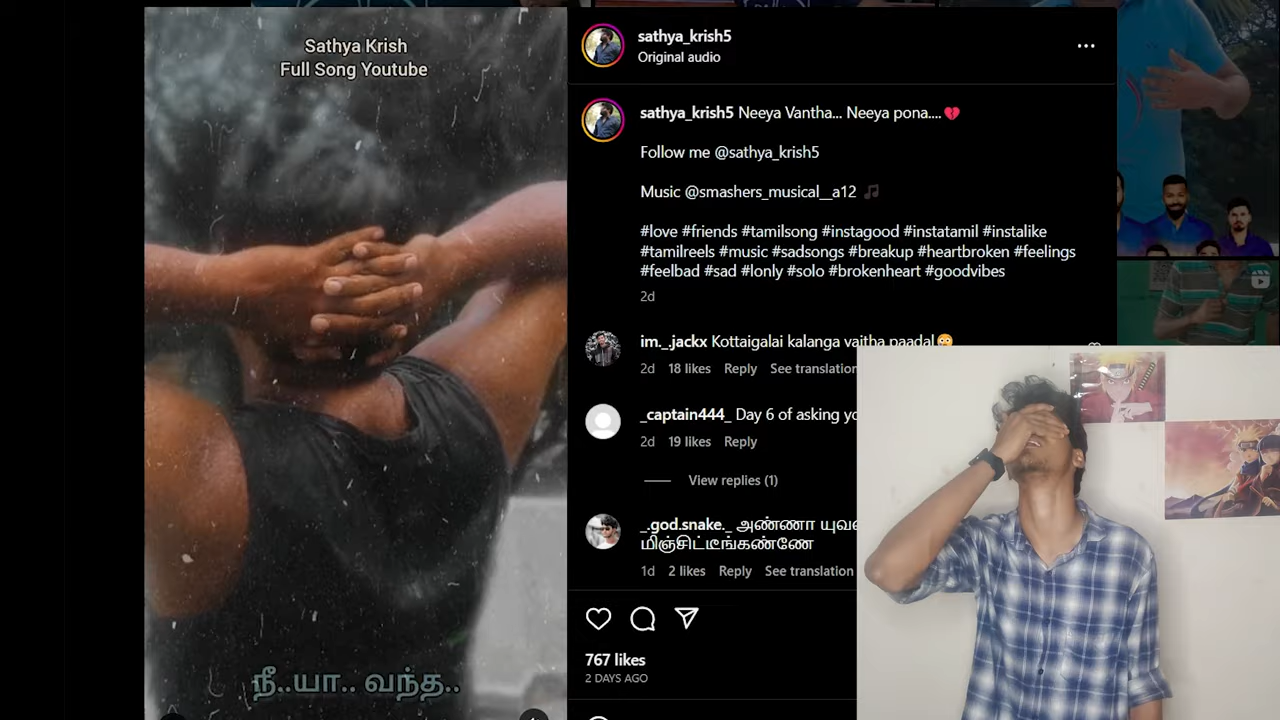 Sathya Krish
Full Song Youtube
sathya_krish5
Original audio
sathya_krish5 Neeya Vantha... Neeya pona....💔
Follow me @sathya_krish5
Music @smashers_musical__a12 🎵
#love #friends #tamilsong #instagood #instatamil #instalike
#tamilreels #music #sadsongs #breakup #heartbroken #feelings
#feelbad #sad #lonly #solo #brokenheart #goodvibes
2d
im._.jackx Kottaigalai kalanga vaitha paadal😳
2d 18 likes Reply See translation
_captain444_ Day 6 of asking
2d 19 likes Reply
View replies (1)
_.god.snake._ அண்ணா
மிஞ்சிட்டீங்கண்ணே
1d 2 likes Reply See translation
767 likes
2 DAYS AGO
நீ..யா.. வந்த..